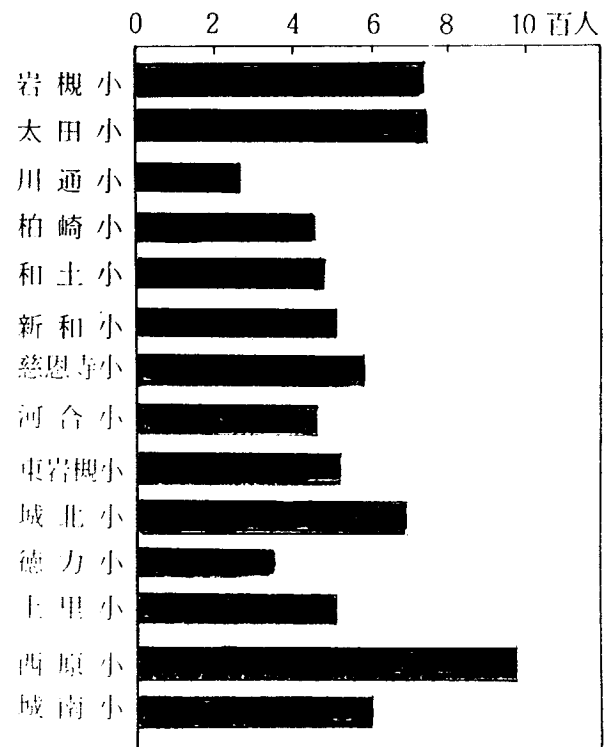 0 2 4 6 8 10 百人
岩槻小
太田小
川通小
柏崎小
和土小
新和小
慈恩寺小
河合小
東岩槻小
城北小
徳力小
上里小
西原小
城南小